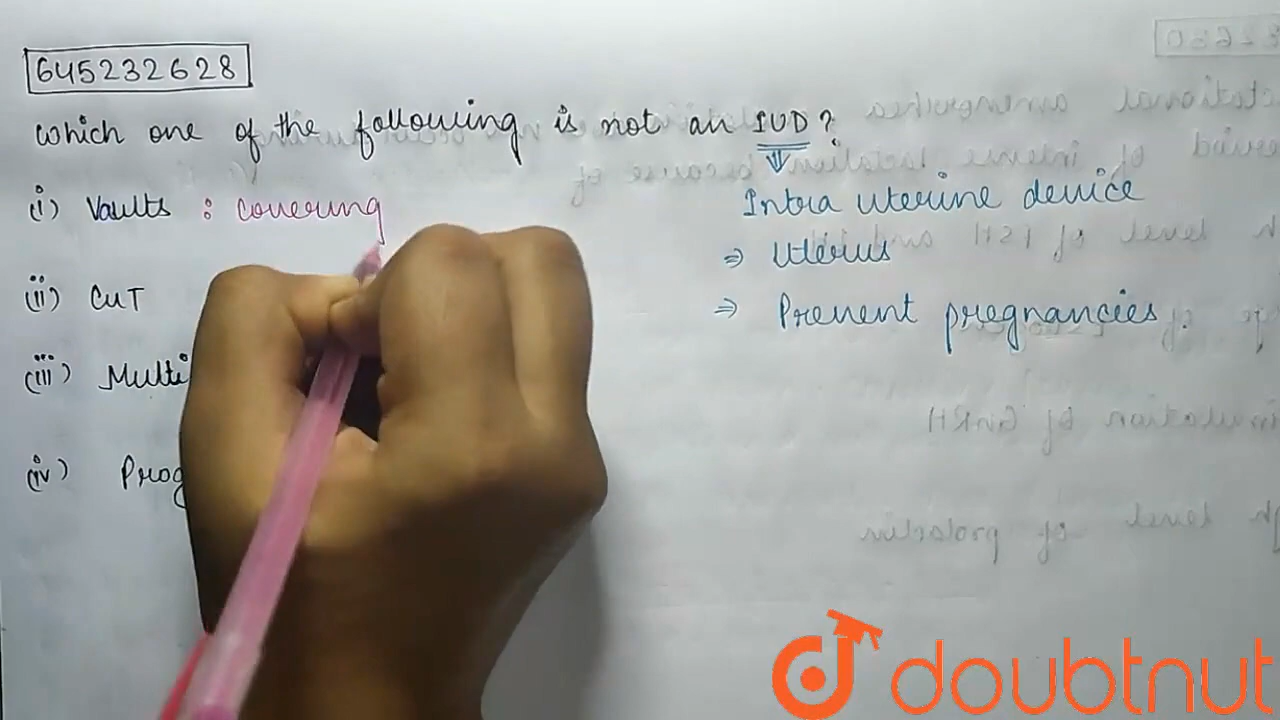 645232628
which one of the following is not an IUD?
Intra uterine device
(i) Vaults : covering
⇒ Uterus
(ii) CuT
⇒ Prevent pregnancies.
(iii) Multi
(iv) Prog
doubtnut